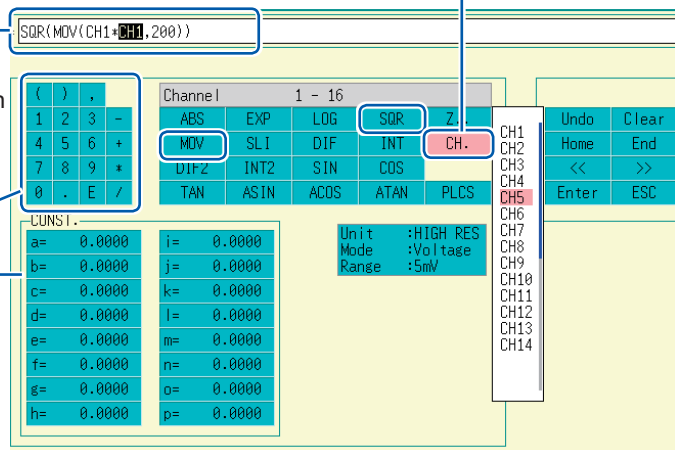 SQR(MOV(CH1*CH1,200))
n
( ) ,
1 2 3 -
4 5 6 +
7 8 9 *
0 . E /
Channel 1 - 16
ABS EXP LOG SQR Z..
MOV SLI DIF INT CH.
DIF2 INT2 SIN COS
TAN ASIN ACOS ATAN PLCS
CH1
CH2
CH3
CH4
CH5
CH6
CH7
CH8
CH9
CH10
CH11
CH12
CH13
CH14
Undo Clear
Home End
<< >>
Enter ESC
CONST.
a= 0.0000 i= 0.0000
b= 0.0000 j= 0.0000
c= 0.0000 k= 0.0000
d= 0.0000 l= 0.0000
e= 0.0000 m= 0.0000
f= 0.0000 n= 0.0000
g= 0.0000 o= 0.0000
h= 0.0000 p= 0.0000
Unit :HIGH RES
Mode :Voltage
Range :5mV